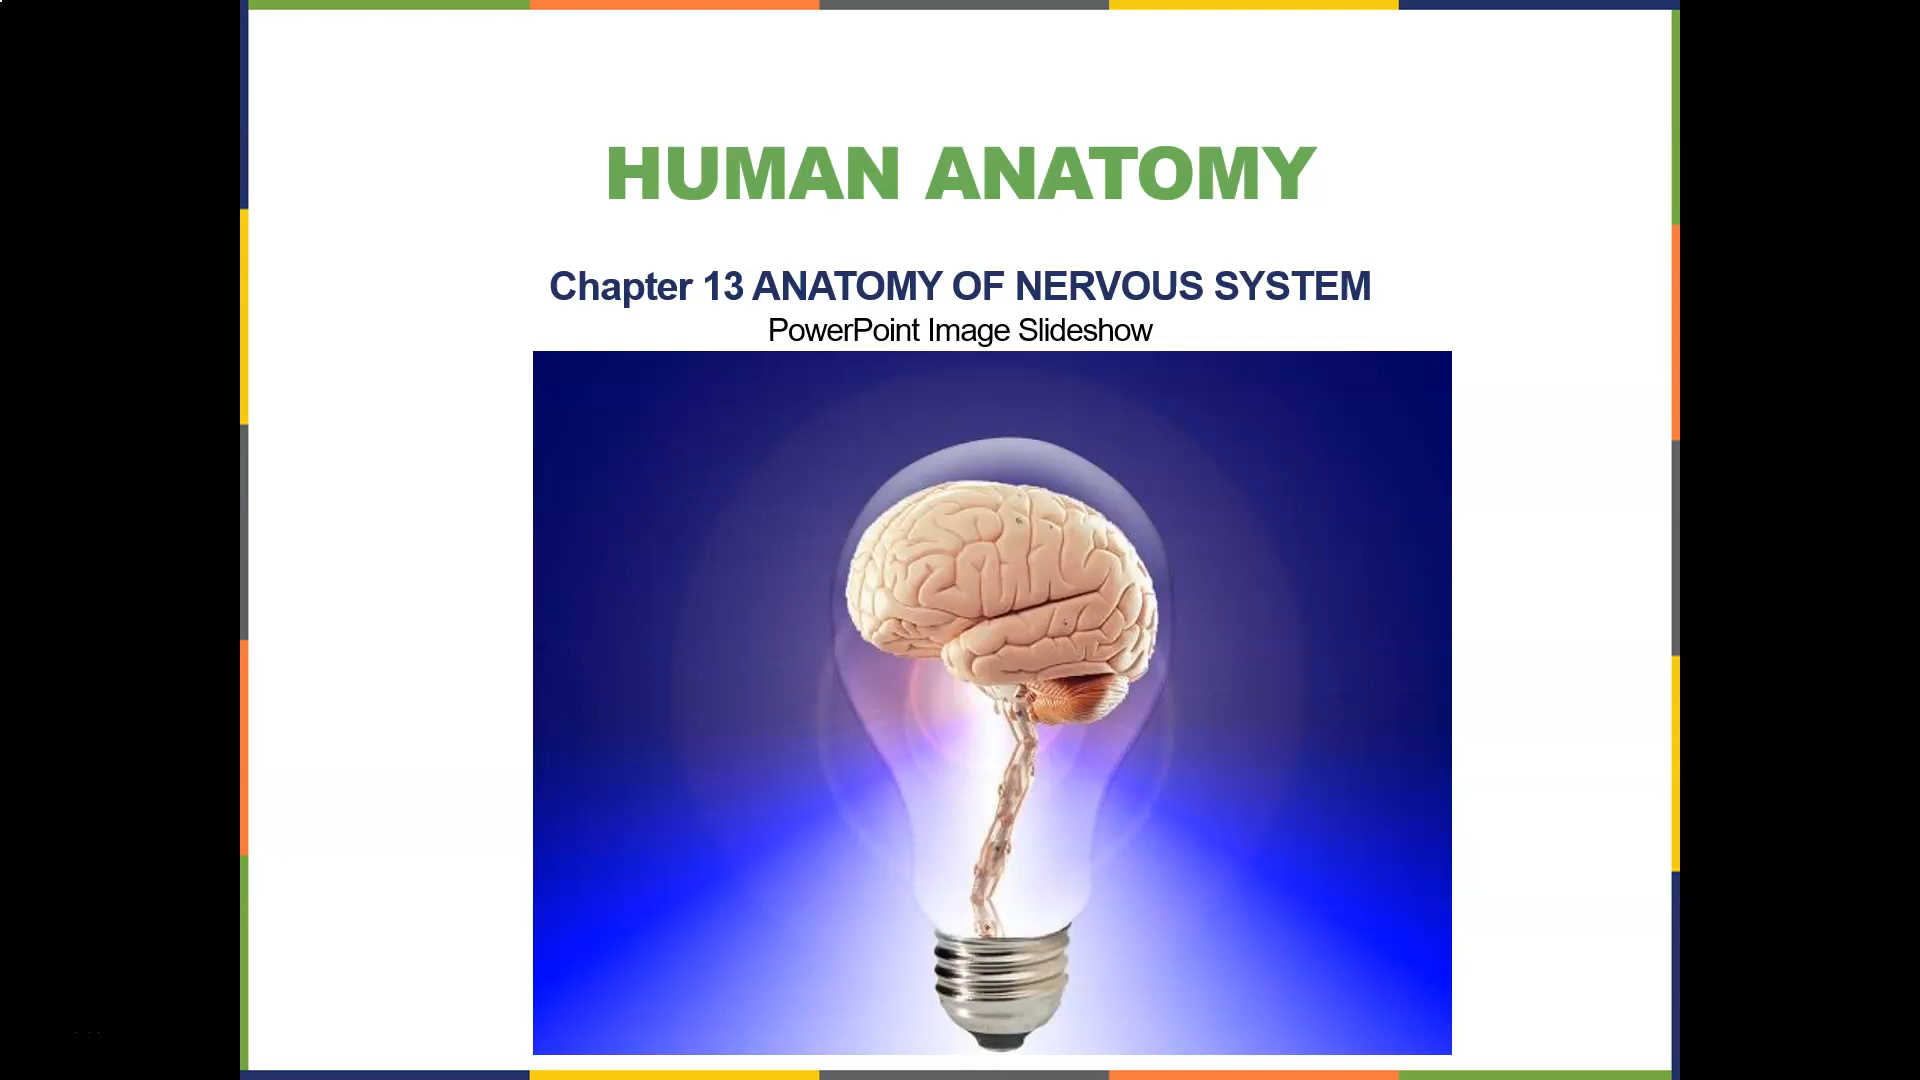 HUMAN ANATOMY
Chapter 13 ANATOMY OF NERVOUS SYSTEM
PowerPoint Image Slideshow